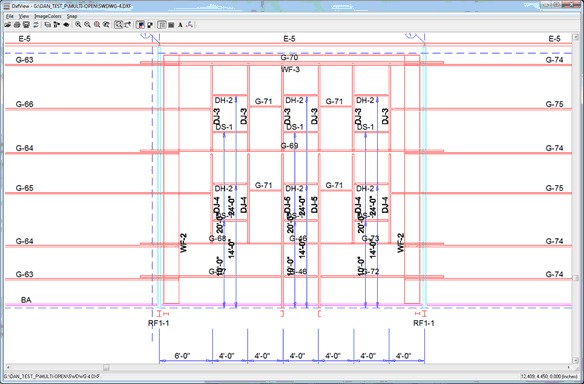 DxfView - G:\DAN_TEST_P\MULTI-OPEN\SWDWG-4.DXF
File View ImageColors Snap
E-5 E-5 E-5
G-63 G-70 G-74
WF-3
G-66 DH-2 G-71 DH-2 G-71 DH-2 G-75
DJ-3 DJ-3 DJ-3 DJ-3
DS-1 DS-1 DS-1
G-64 G-69 G-74
G-65 DH-2 G-71 DH-2 G-71 DH-2 G-75
DJ-4 DJ-4 DJ-5 DJ-5 DJ-4 DJ-4
20'-0" 24'-0" 20'-0" 24'-0" 20'-0" 24'-0"
G-64 WF-2 G-68 G-46 G-73 WF-2 G-74
10'-0" 14'-0" 10'-0" 14'-0" 10'-0" 14'-0"
G-63 G-46 G-72 G-74
BA
RF1-1 RF1-1
6'-0" 4'-0" 4'-0" 4'-0" 4'-0" 4'-0" 4'-0"
G:\DAN_TEST_P\MULTI-OPEN\SWDWG-4.DXF 12.409, 4.450, 0.000 (inches)